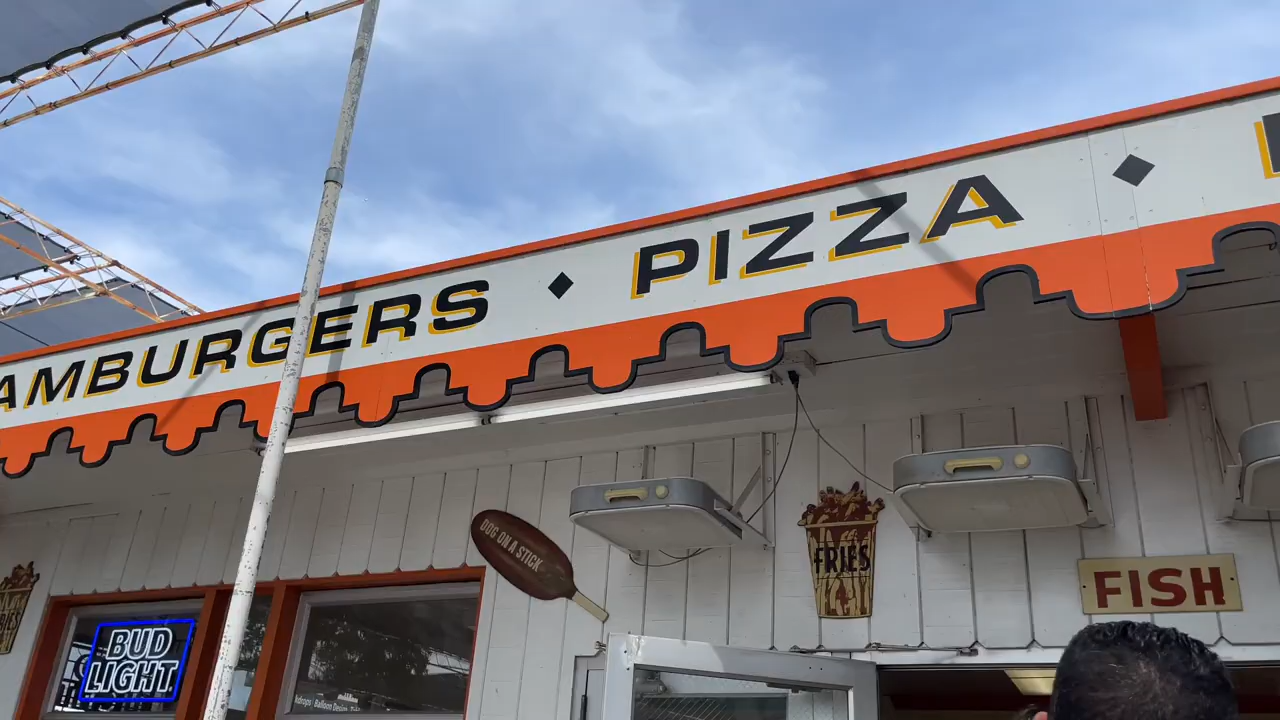 AMBURGERS ◆ PIZZA ◆
DOG ON A STICK
FRIES
FISH
BUD
LIGHT